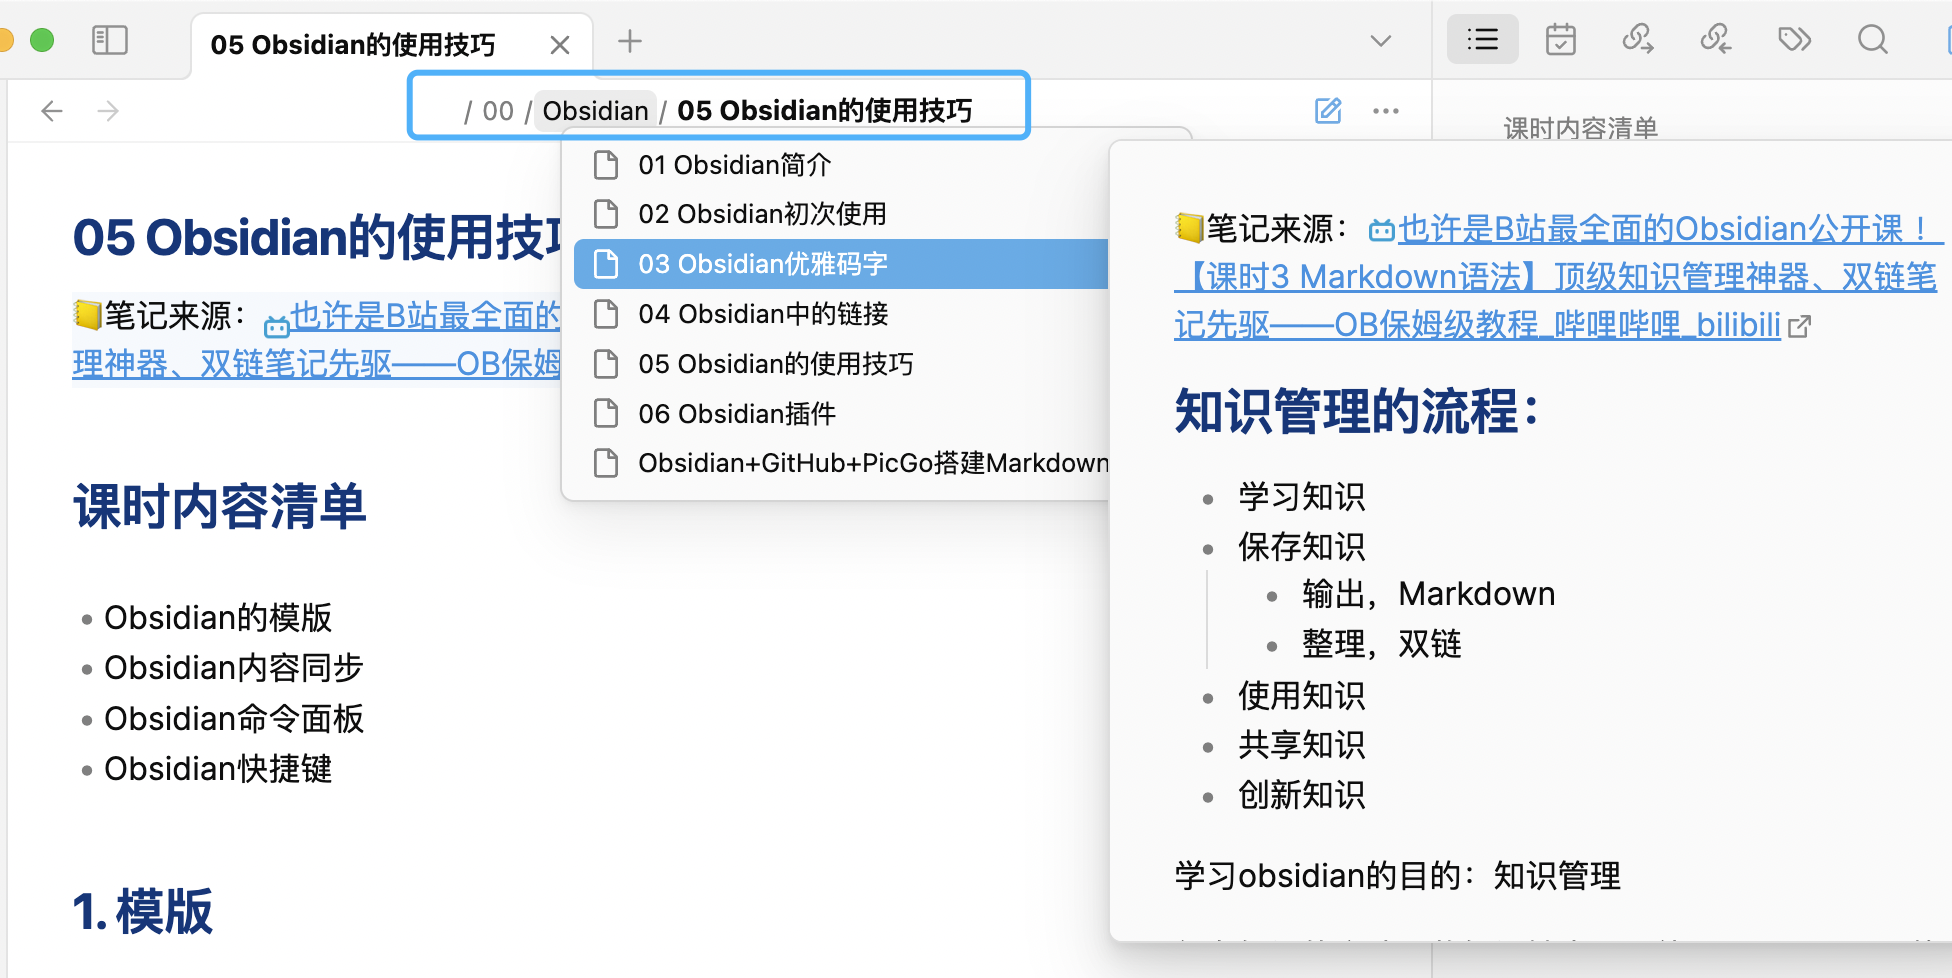 05 Obsidian的使用技巧
/ 00 / Obsidian / 05 Obsidian的使用技巧
课时内容清单
01 Obsidian简介
02 Obsidian初次使用
03 Obsidian优雅码字
04 Obsidian中的链接
05 Obsidian的使用技巧
06 Obsidian插件
Obsidian+GitHub+PicGo搭建Markdown
05 Obsidian的使用技
📒笔记来源：也许是B站最全面的
理神器、双链笔记先驱——OB保姆
课时内容清单
Obsidian的模版
Obsidian内容同步
Obsidian命令面板
Obsidian快捷键
1. 模版
📒笔记来源：也许是B站最全面的Obsidian公开课！
【课时3 Markdown语法】顶级知识管理神器、双链笔
记先驱——OB保姆级教程_哔哩哔哩_bilibili
知识管理的流程：
学习知识
保存知识
输出，Markdown
整理，双链
使用知识
共享知识
创新知识
学习obsidian的目的：知识管理